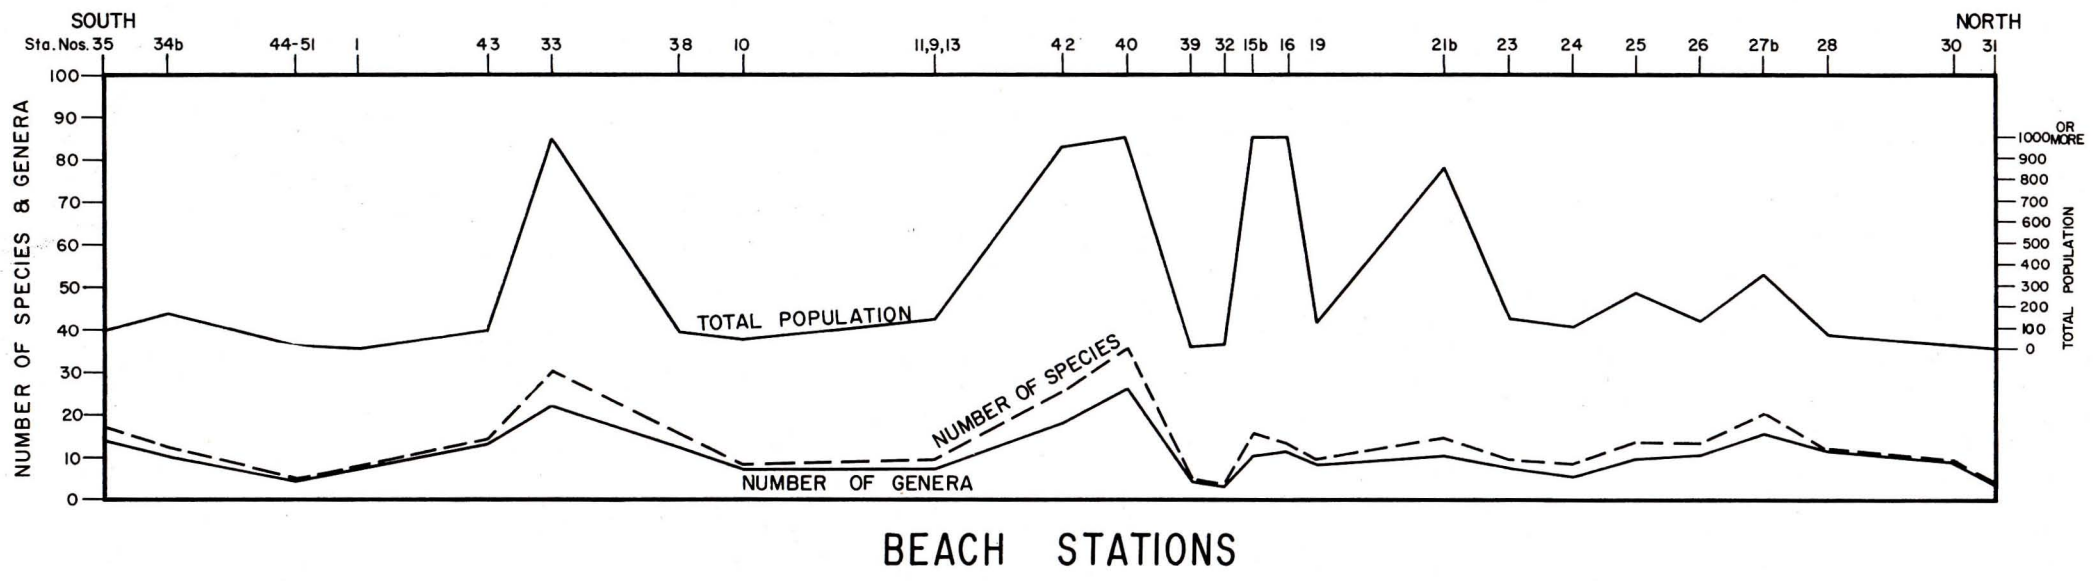 SOUTH NORTH
Sta. Nos. 35 34b 44-51 1 43 33 38 10 11,9,13 42 40 39 32 15b 16 19 21b 23 24 25 26 27b 28 30 31
100
90
80
70
60
50
40
30
20
10
0
NUMBER OF SPECIES & GENERA
TOTAL POPULATION
NUMBER OF SPECIES
NUMBER OF GENERA
1000 OR MORE
900
800
700
600
500
400
300
200
100
0
TOTAL POPULATION
BEACH STATIONS